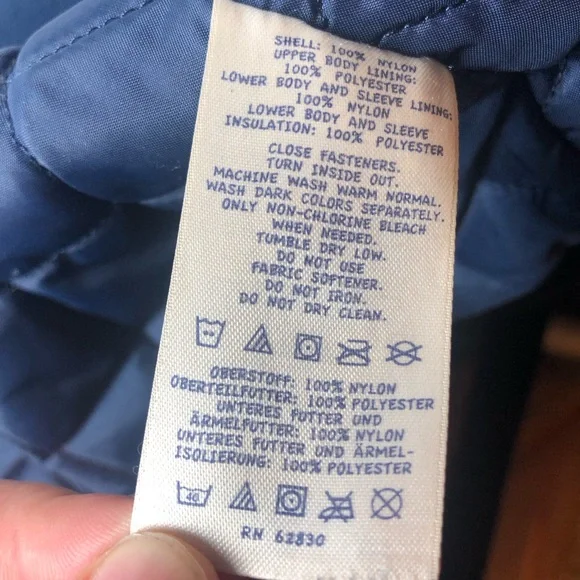 SHELL: 100% NYLON
UPPER BODY LINING:
100% POLYESTER
LOWER BODY AND SLEEVE LINING:
100% NYLON
LOWER BODY AND SLEEVE
INSULATION: 100% POLYESTER
CLOSE FASTENERS.
TURN INSIDE OUT.
MACHINE WASH WARM NORMAL.
WASH DARK COLORS SEPARATELY.
ONLY NON-CHLORINE BLEACH
WHEN NEEDED.
TUMBLE DRY LOW.
DO NOT USE
FABRIC SOFTENER.
DO NOT IRON.
DO NOT DRY CLEAN.
OBERSTOFF: 100% NYLON
OBERTEILFUTTER: 100% POLYESTER
UNTERES FUTTER UND
ÄRMELFUTTER: 100% NYLON
UNTERES FUTTER UND ÄRMEL-
ISOLIERUNG: 100% POLYESTER
40
RN 62830